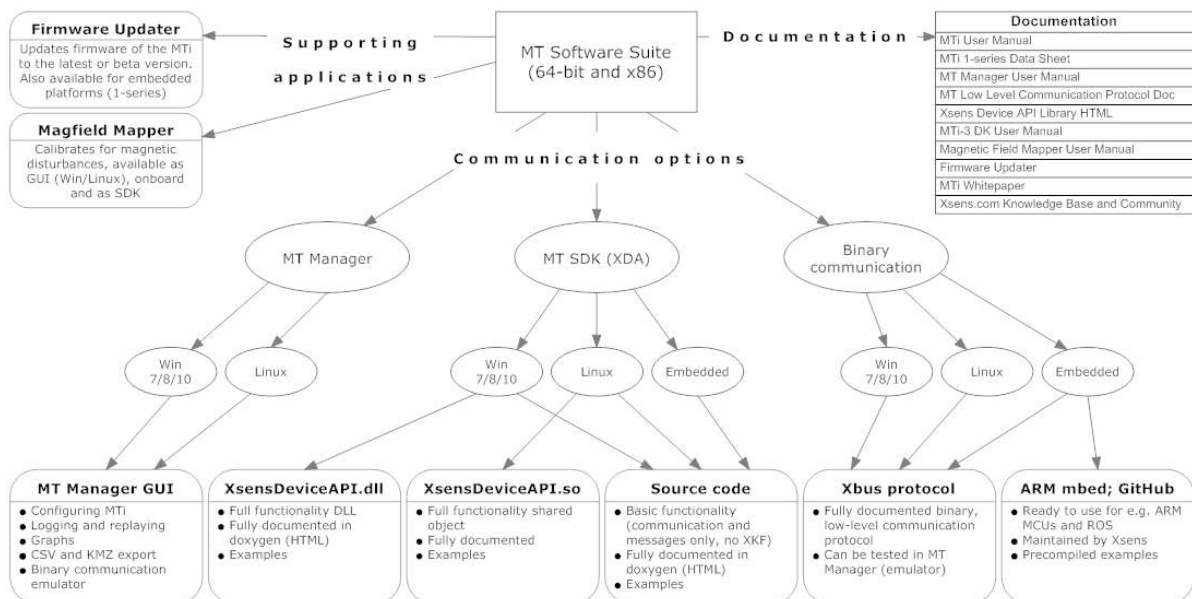 Firmware Updater
Updates firmware of the MTi
to the latest or beta version.
Also available for embedded
platforms (1-series)
Magfield Mapper
Calibrates for magnetic
disturbances, available as
GUI (Win/Linux), onboard
and as SDK
Supporting
applications
MT Software Suite
(64-bit and x86)
Documentation
Documentation
MTi User Manual
MTi 1-series Data Sheet
MT Manager User Manual
MT Low Level Communication Protocol Doc
Xsens Device API Library HTML
MTi-3 DK User Manual
Magnetic Field Mapper User Manual
Firmware Updater
MTi Whitepaper
Xsens.com Knowledge Base and Community
Communication options
MT Manager
MT SDK (XDA)
Binary
communication
Win
7/8/10
Linux
Win
7/8/10
Linux
Embedded
Win
7/8/10
Linux
Embedded
MT Manager GUI
● Configuring MTi
● Logging and replaying
● Graphs
● CSV and KMZ export
● Binary communication
emulator
XsensDeviceAPI.dll
● Full functionality DLL
● Fully documented in
doxygen (HTML)
● Examples
XsensDeviceAPI.so
● Full functionality shared
object
● Fully documented
● Examples
Source code
● Basic functionality
(communication and
messages only, no XKF)
● Fully documented in
doxygen (HTML)
● Examples
Xbus protocol
● Fully documented binary,
low-level communication
protocol
● Can be tested in MT
Manager (emulator)
ARM mbed; GitHub
● Ready to use for e.g. ARM
MCUs and ROS
● Maintained by Xsens
● Precompiled examples